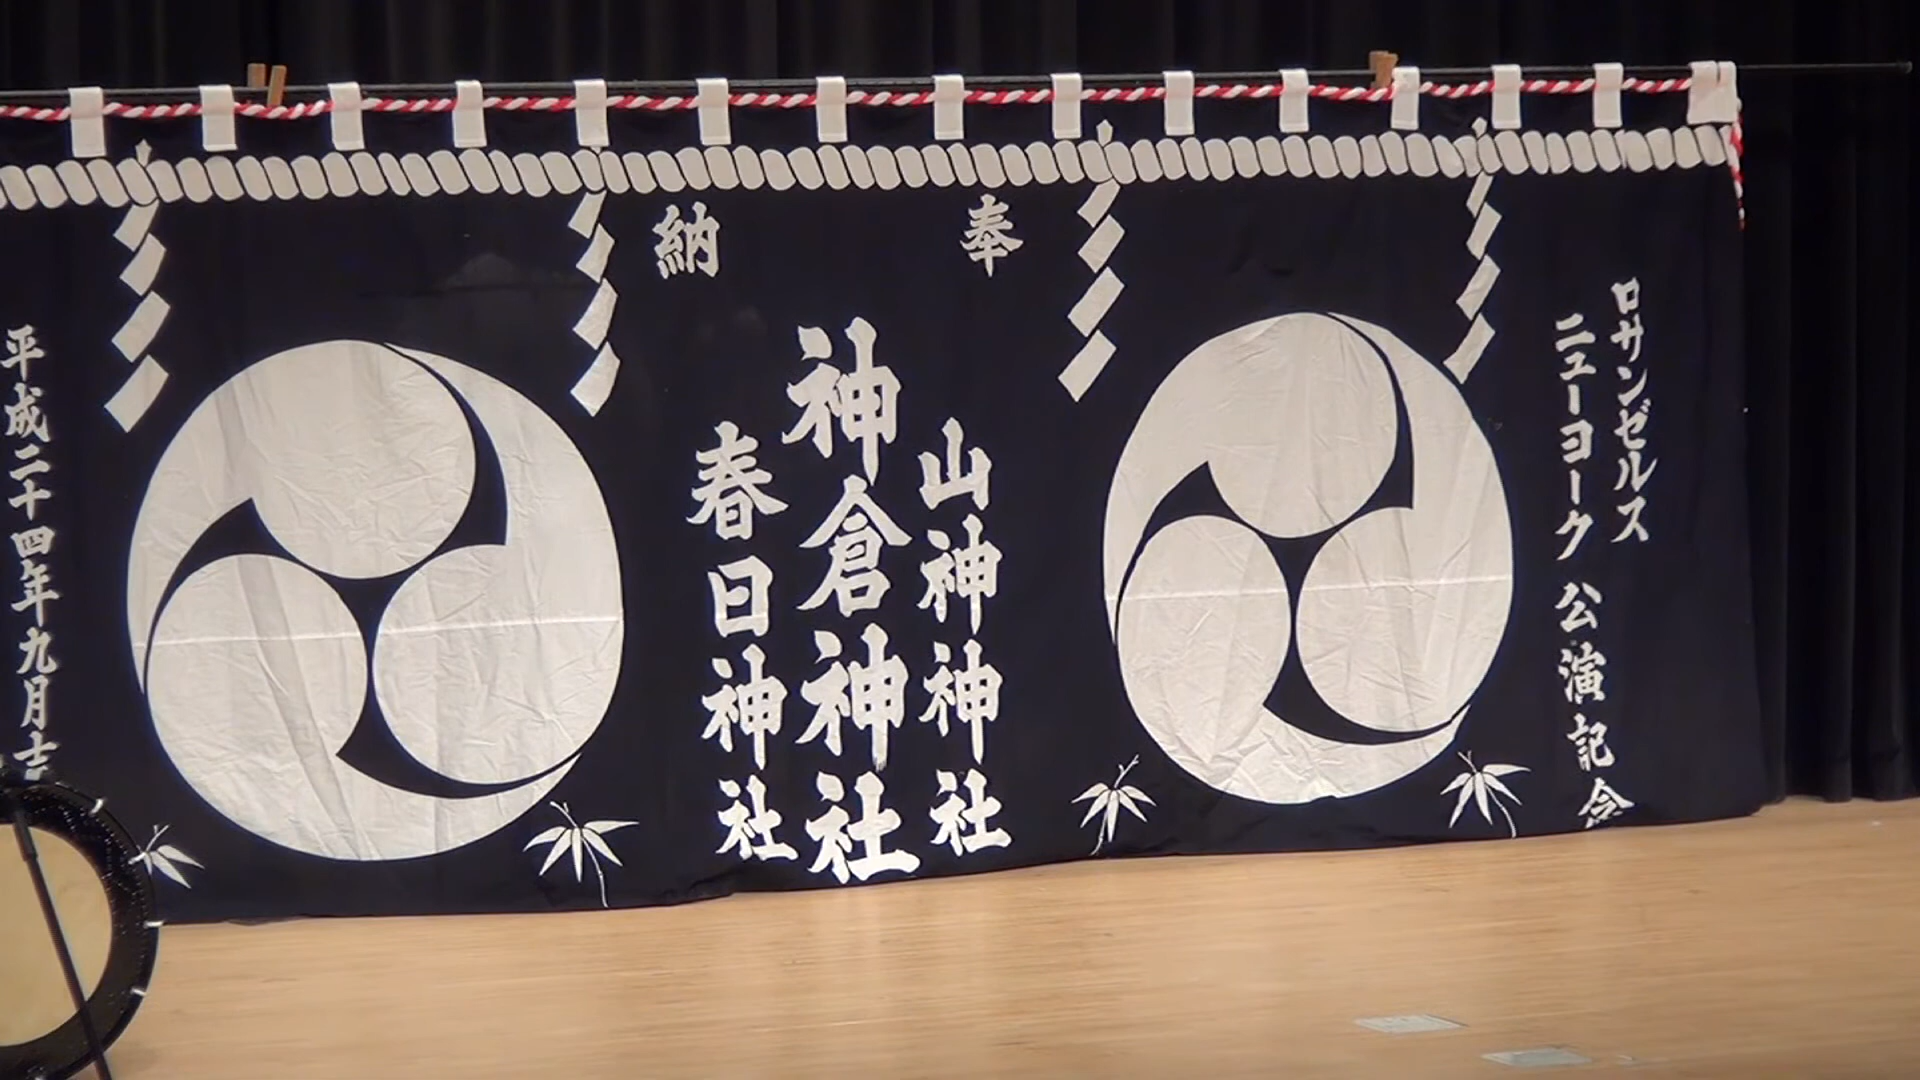 ロサンゼルス
ニューヨーク 公演記念
奉納
山神神社
神倉神社
春日神社
平成二十四年九月吉